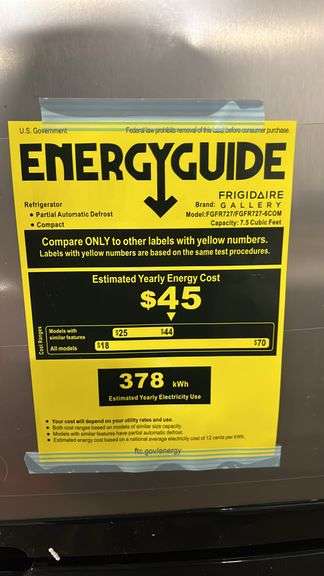 U.S. Government Federal law prohibits removal of this label before consumer purchase.
ENERGYGUIDE
Refrigerator
• Partial Automatic Defrost
• Compact
FRIGIDAIRE
Brand: GALLERY
Model:FGFR727/FGFR727-6COM
Capacity: 7.5 Cubic Feet
Compare ONLY to other labels with yellow numbers.
Labels with yellow numbers are based on the same test procedures.
Estimated Yearly Energy Cost
$45
Cost Ranges
Models with similar features $25 $44
All models $18 $70
378 kWh
Estimated Yearly Electricity Use
• Your cost will depend on your utility rates and use.
• Both cost ranges based on models of similar size capacity.
• Models with similar features have partial automatic defrost.
• Estimated energy cost based on a national average electricity cost of 12 cents per kWh.
ftc.gov/energy